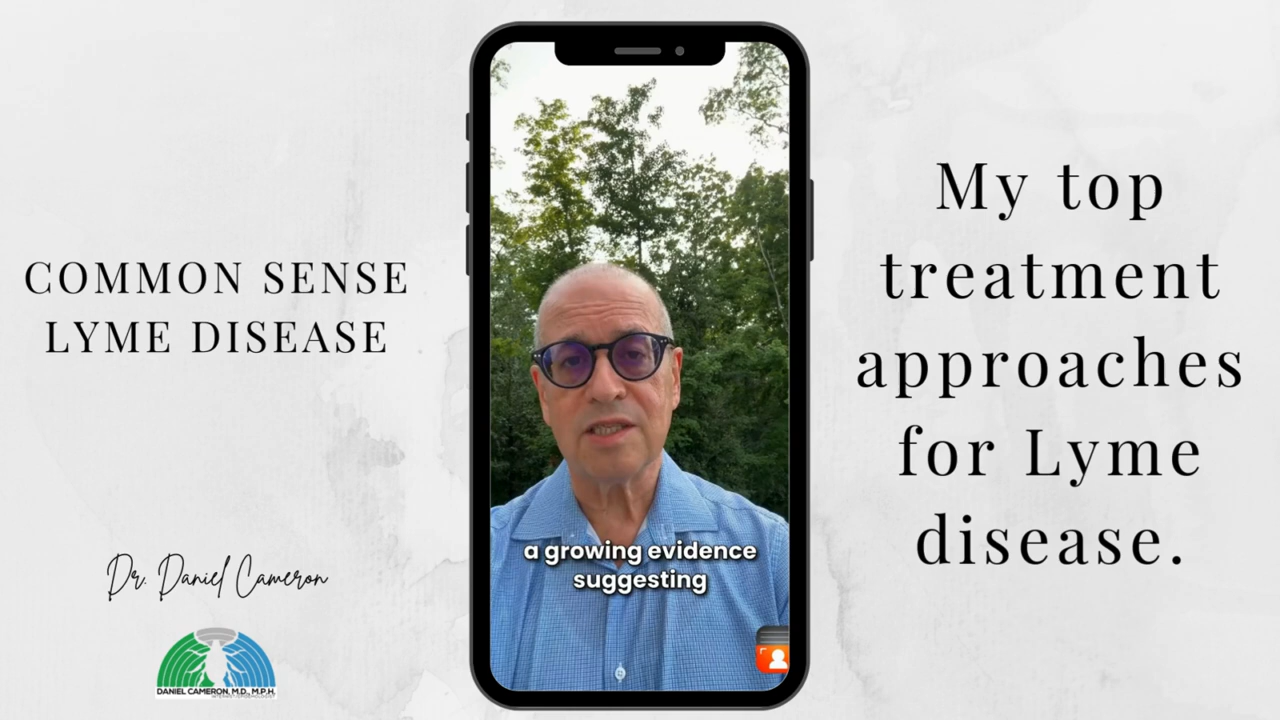 COMMON SENSE
LYME DISEASE
Dr. Daniel Cameron
DANIEL CAMERON, M.D., M.P.H.
a growing evidence
suggesting
My top
treatment
approaches
for Lyme
disease.